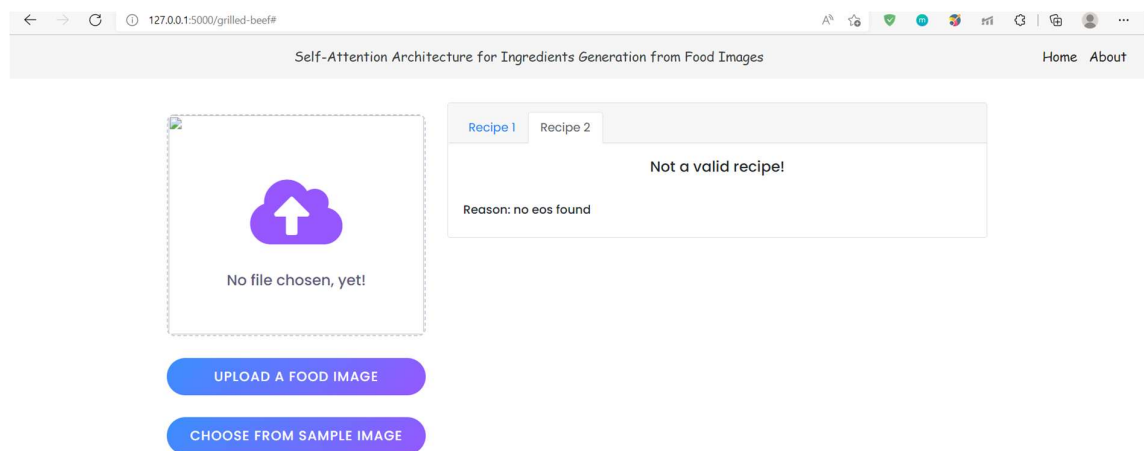 127.0.0.1:5000/grilled-beef#
Self-Attention Architecture for Ingredients Generation from Food Images
Home About
Recipe 1 Recipe 2
Not a valid recipe!
Reason: no eos found
No file chosen, yet!
UPLOAD A FOOD IMAGE
CHOOSE FROM SAMPLE IMAGE